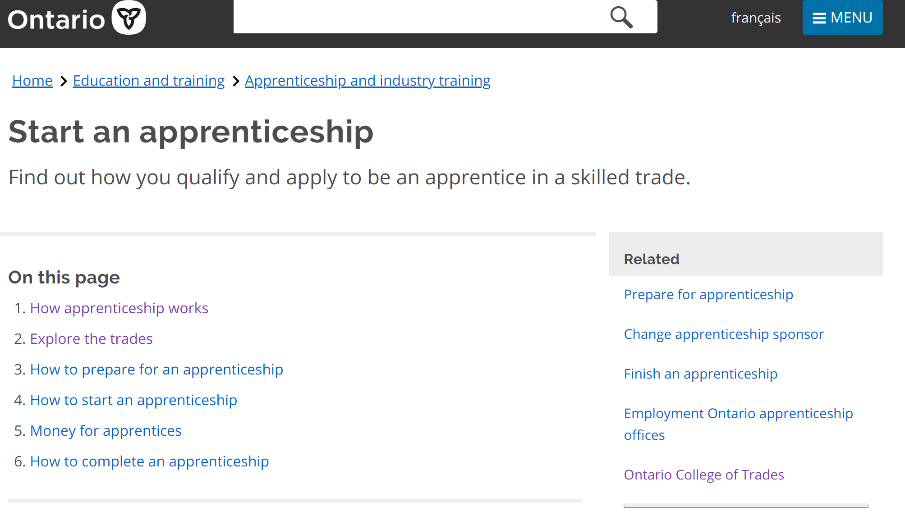 Ontario
français
MENU
Home > Education and training > Apprenticeship and industry training
Start an apprenticeship
Find out how you qualify and apply to be an apprentice in a skilled trade.
On this page
1. How apprenticeship works
2. Explore the trades
3. How to prepare for an apprenticeship
4. How to start an apprenticeship
5. Money for apprentices
6. How to complete an apprenticeship
Related
Prepare for apprenticeship
Change apprenticeship sponsor
Finish an apprenticeship
Employment Ontario apprenticeship
offices
Ontario College of Trades